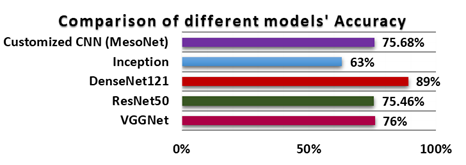 Comparison of different models' Accuracy
Customized CNN (MesoNet) 75.68%
Inception 63%
DenseNet121 89%
ResNet50 75.46%
VGGNet 76%
0% 50% 100%